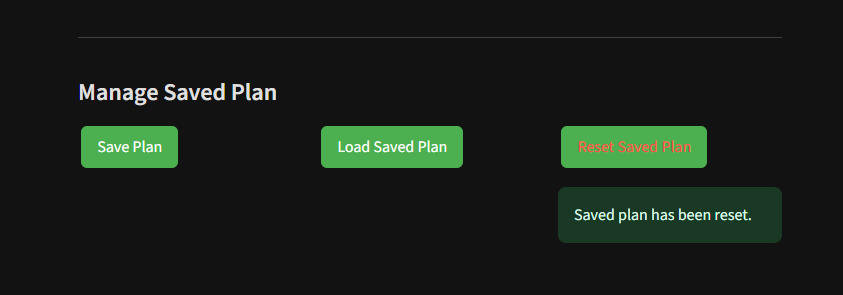 Manage Saved Plan
Save Plan
Load Saved Plan
Reset Saved Plan
Saved plan has been reset.